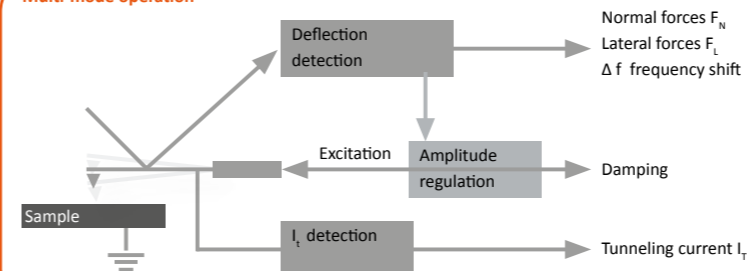 Multi-mode operation
Deflection
detection
Normal forces F_N
Lateral forces F_L
Δ f frequency shift
Excitation
Amplitude
regulation
Damping
Sample
I_t detection
Tunneling current I_T